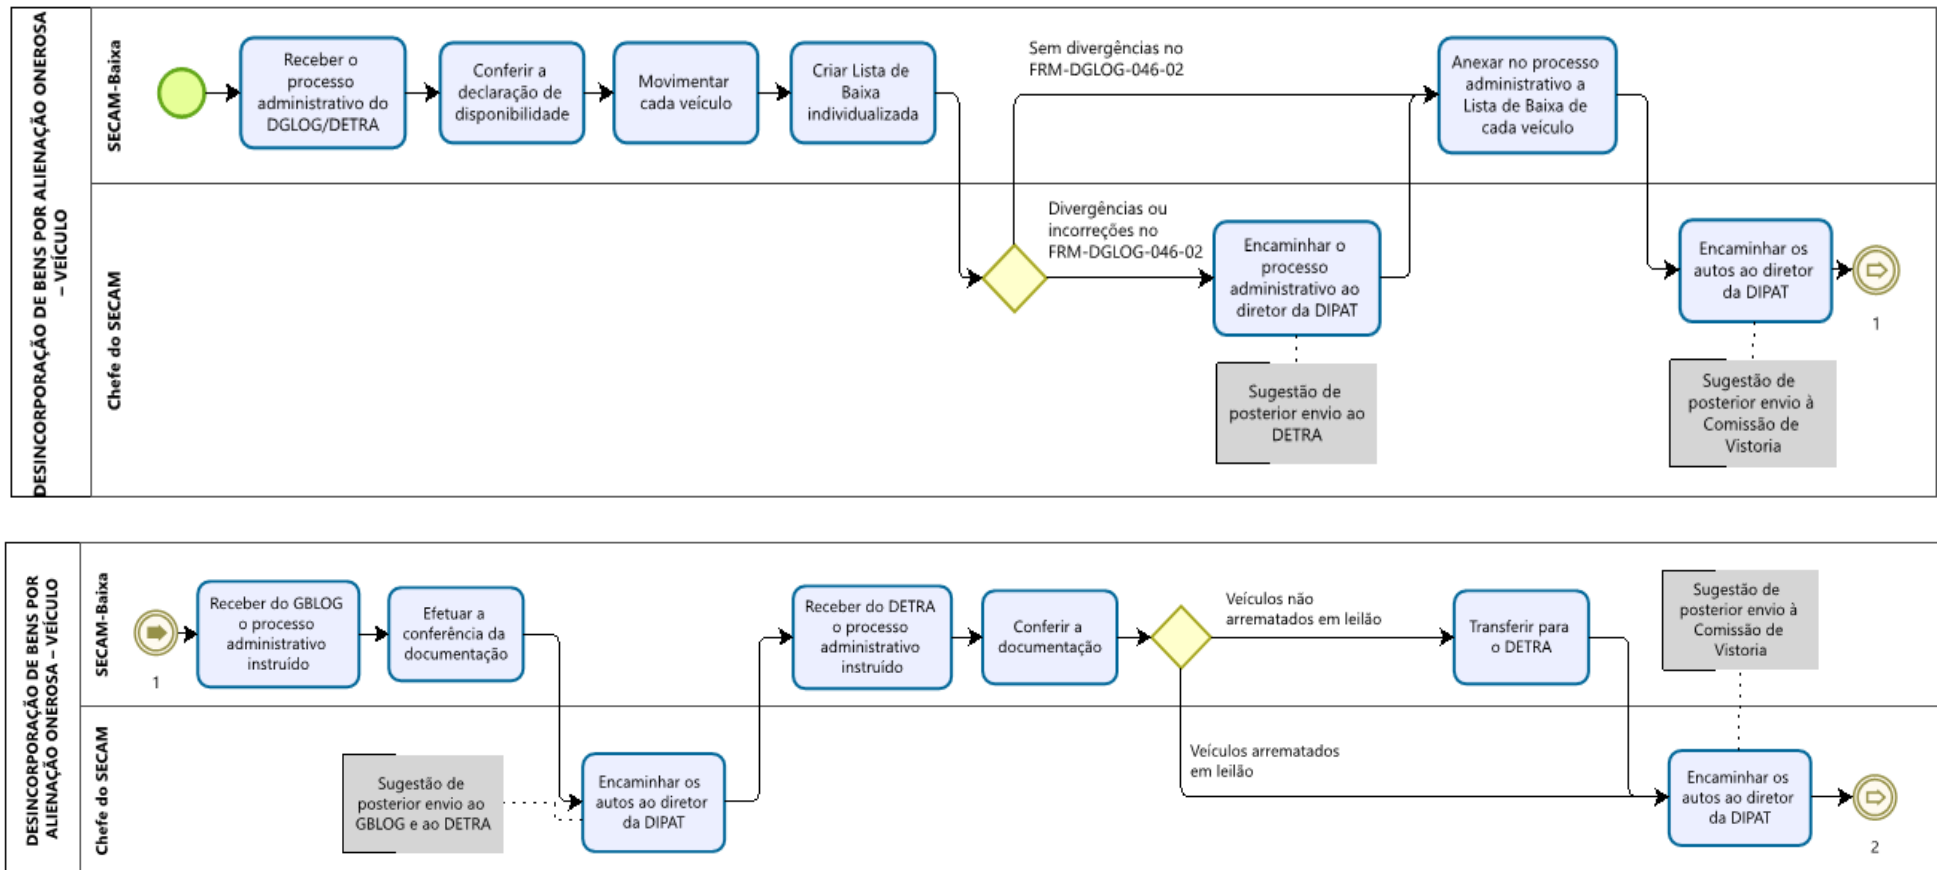 DESINCORPORAÇÃO DE BENS POR ALIENAÇÃO ONEROSA
– VEÍCULO
SECAM-Baixa
Receber o
processo
administrativo do
DGLOG/DETRA
Conferir a
declaração de
disponibilidade
Movimentar
cada veículo
Criar Lista de
Baixa
individualizada
Sem divergências no
FRM-DGLOG-046-02
Anexar no processo
administrativo a
Lista de Baixa de
cada veículo
Chefe do SECAM
Divergências ou
incorreções no
FRM-DGLOG-046-02
Encaminhar o
processo
administrativo ao
diretor da DIPAT
Sugestão de
posterior envio ao
DETRA
Encaminhar os
autos ao diretor
da DIPAT
1
Sugestão de
posterior envio à
Comissão de
Vistoria
DESINCORPORAÇÃO DE BENS POR
ALIENAÇÃO ONEROSA – VEÍCULO
SECAM-Baixa
1
Receber do GBLOG
o processo
administrativo
instruído
Efetuar a
conferência da
documentação
Receber do DETRA
o processo
administrativo
instruído
Conferir a
documentação
Veículos não
arrematados em leilão
Transferir para
o DETRA
Sugestão de
posterior envio à
Comissão de
Vistoria
Chefe do SECAM
Sugestão de
posterior envio ao
GBLOG e ao DETRA
Encaminhar os
autos ao diretor
da DIPAT
Veículos arrematados
em leilão
Encaminhar os
autos ao diretor
da DIPAT
2